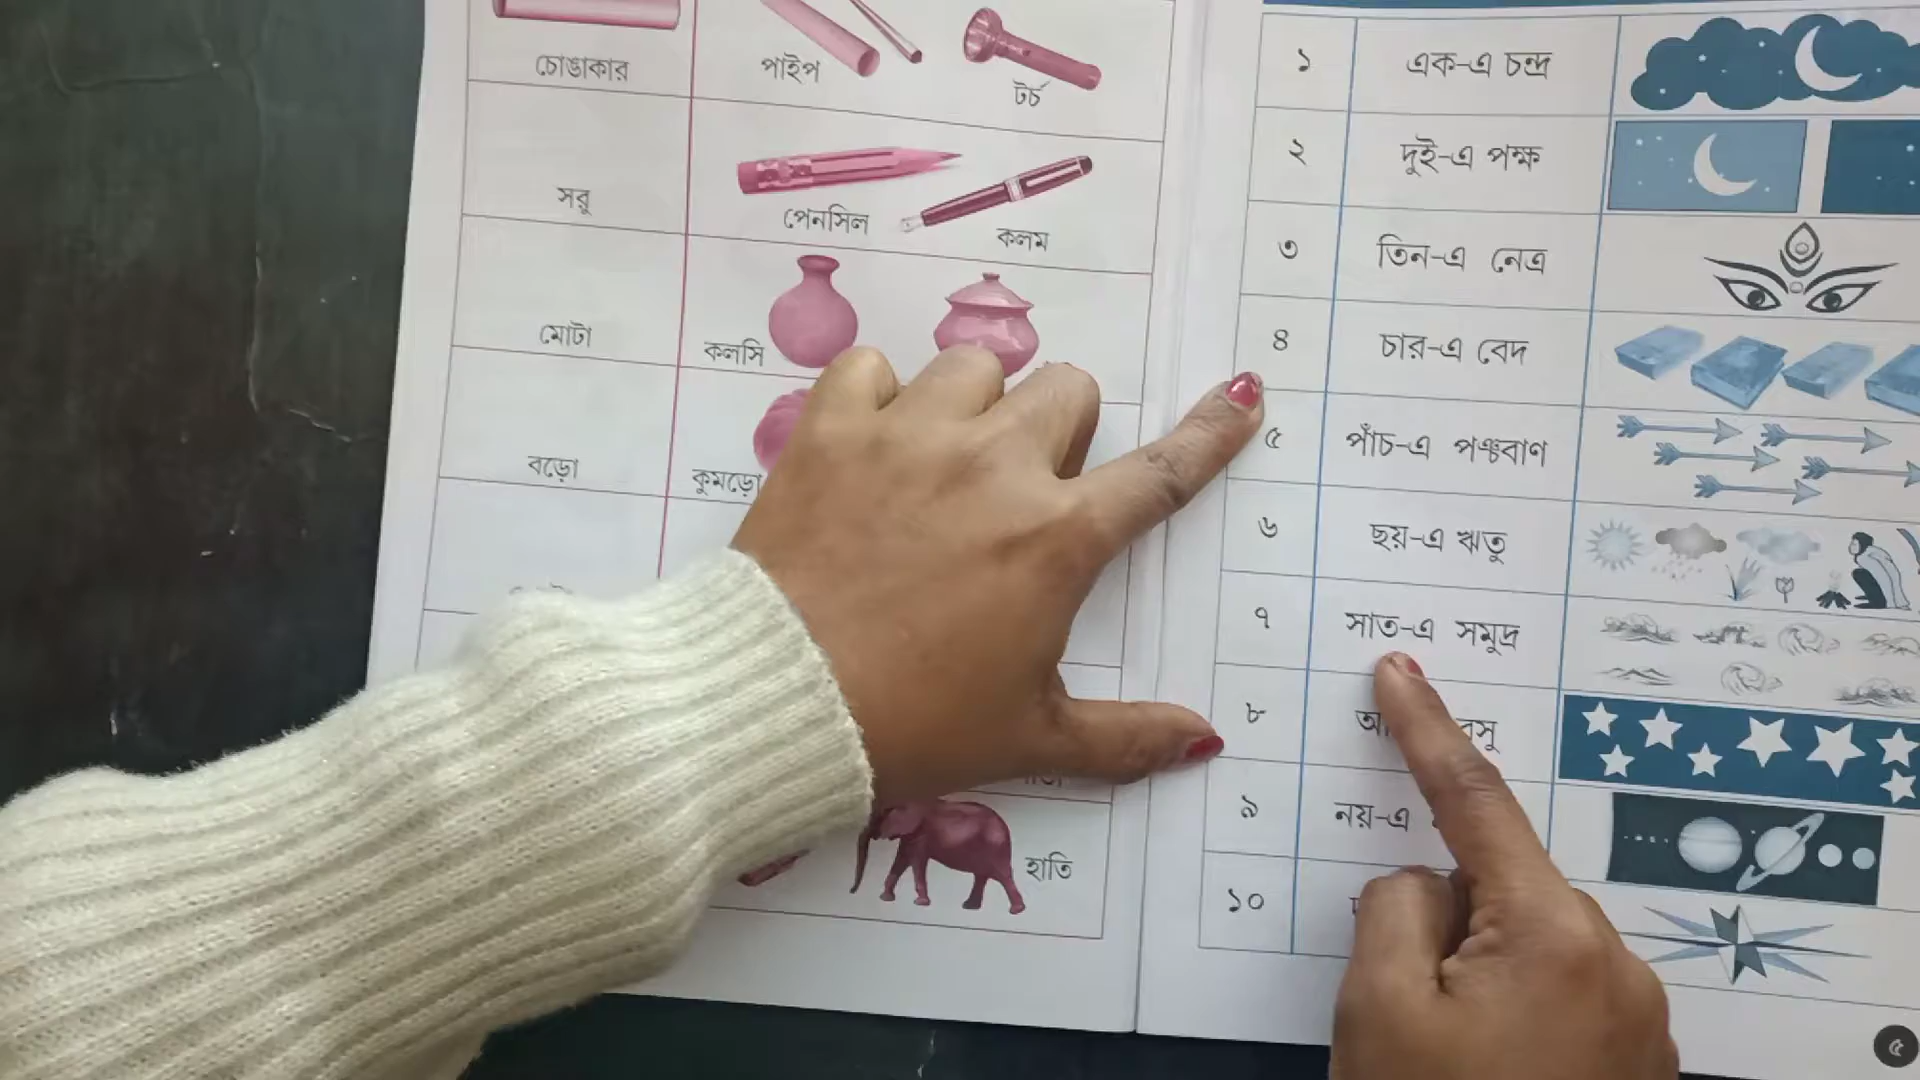 চোঙাকার
পাইপ
টর্চ
সরু
পেনসিল
কলম
মোটা
কলসি
বড়ো
কুমড়ো
হাতি
১ এক-এ চন্দ্র
২ দুই-এ পক্ষ
৩ তিন-এ নেত্র
৪ চার-এ বেদ
৫ পাঁচ-এ পঞ্চবাণ
৬ ছয়-এ ঋতু
৭ সাত-এ সমুদ্র
৮
৯ নয়-এ
১০
৫